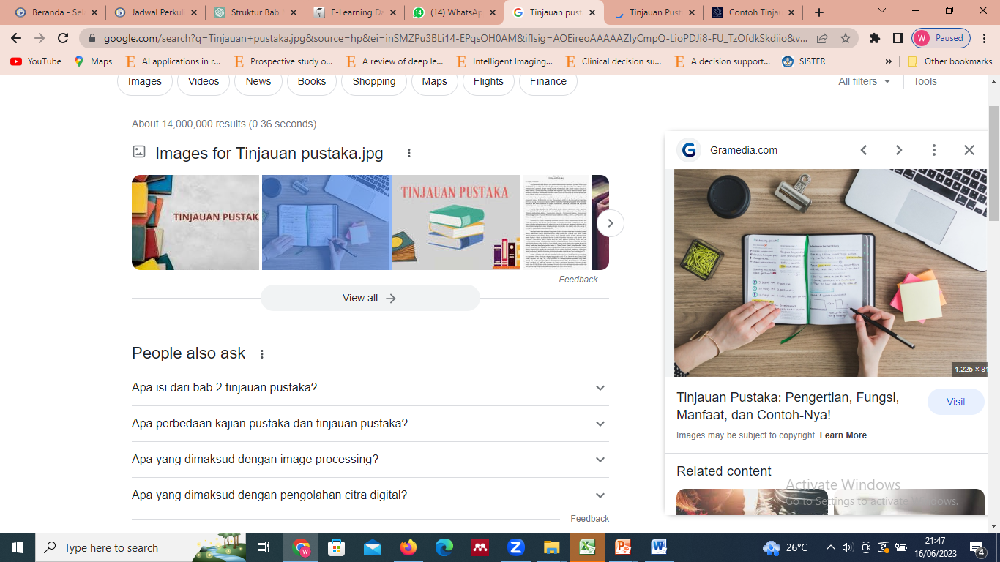 Beranda - Sel
Jadwal Perkul
Struktur Bab
E-Learning Da
(14) WhatsAp
Tinjauan pust
Tinjauan Pust
Contoh Tinjau
google.com/search?q=Tinjauan+pustaka.jpg&source=hp&ei=inSMZPu3BLi14-EPqsOH0AM&iflsig=AOEireoAAAAAZIyCmpQ-LioPDJi8-FU_TzOfdkSkdiio&v...
W Paused
YouTube
Maps
AI applications in r...
Prospective study o...
A review of deep le...
Intelligent Imaging...
Clinical decision su...
A decision support...
SISTER
»
Other bookmarks
Images
Videos
News
Books
Shopping
Maps
Flights
Finance
All filters
Tools
About 14,000,000 results (0.36 seconds)
Images for Tinjauan pustaka.jpg
TINJAUAN PUSTAK
TINJAUAN PUSTAKA
Feedback
View all
People also ask
Apa isi dari bab 2 tinjauan pustaka?
Apa perbedaan kajian pustaka dan tinjauan pustaka?
Apa yang dimaksud dengan image processing?
Apa yang dimaksud dengan pengolahan citra digital?
Feedback
G Gramedia.com
1,225 × 81
Tinjauan Pustaka: Pengertian, Fungsi,
Manfaat, dan Contoh-Nya!
Visit
Images may be subject to copyright. Learn More
Related content
Activate Windows
Go to Settings to activate Windows.
Type here to search
26°C
21:47
16/06/2023
4